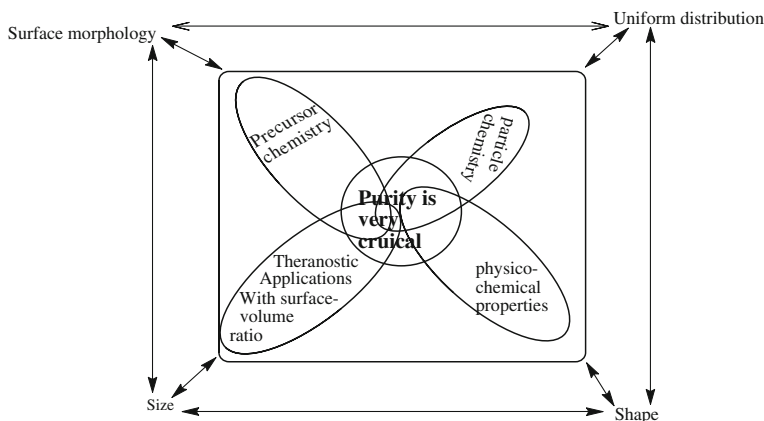 Uniform distribution
Surface morphology
Precursor
chemistry
particle
chemistry
Purity is
very
cruical
Theranostic
Applications
With surface-
volume
ratio
physico-
chemical
properties
Size
Shape